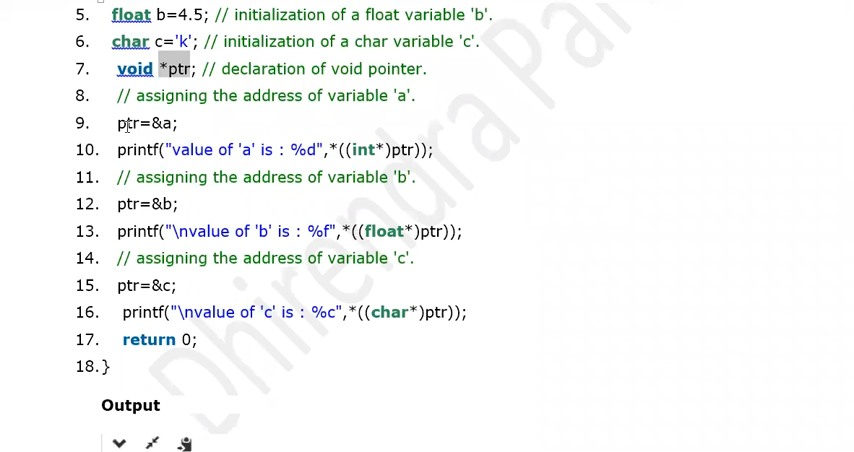 5. float b=4.5; // initialization of a float variable 'b'.
6. char c='k'; // initialization of a char variable 'c'.
7. void *ptr; // declaration of void pointer.
8. // assigning the address of variable 'a'.
9. ptr=&a;
10. printf("value of 'a' is : %d",*((int*)ptr));
11. // assigning the address of variable 'b'.
12. ptr=&b;
13. printf("\nvalue of 'b' is : %f",*((float*)ptr));
14. // assigning the address of variable 'c'.
15. ptr=&c;
16. printf("\nvalue of 'c' is : %c",*((char*)ptr));
17. return 0;
18.}
Output
Dhirendra Pa